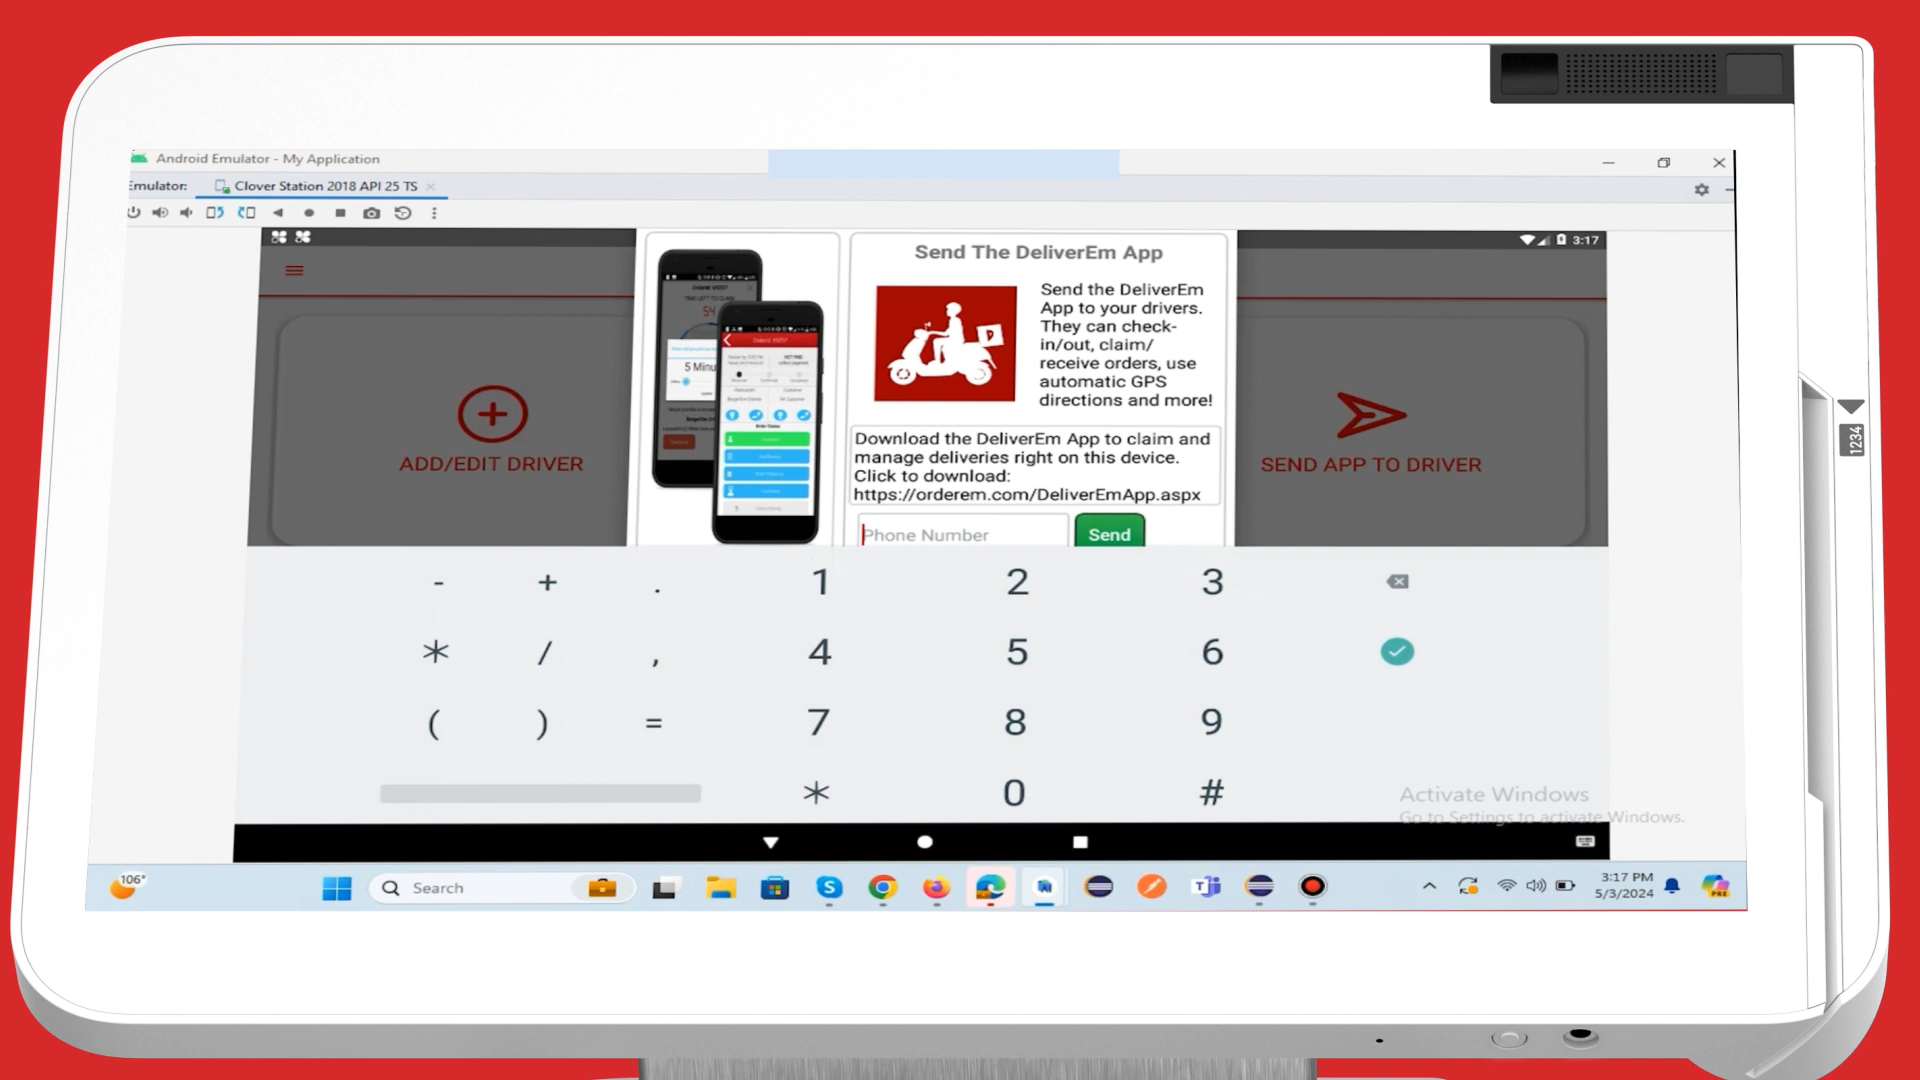 Android Emulator - My Application
Emulator:
Clover Station 2018 API 25 TS
3:17
ADD/EDIT DRIVER
5 Minu
Send The DeliverEm App
Send the DeliverEm
App to your drivers.
They can check-
in/out, claim/
receive orders, use
automatic GPS
directions and more!
Download the DeliverEm App to claim and
manage deliveries right on this device.
Click to download:
https://orderem.com/DeliverEmApp.aspx
Phone Number
Send
SEND APP TO DRIVER
- + . 1 2 3
* / , 4 5 6
( ) = 7 8 9
* 0 #
Activate Windows
Go to Settings to activate Windows.
106°
Search
3:17 PM
5/3/2024
PRE
1234